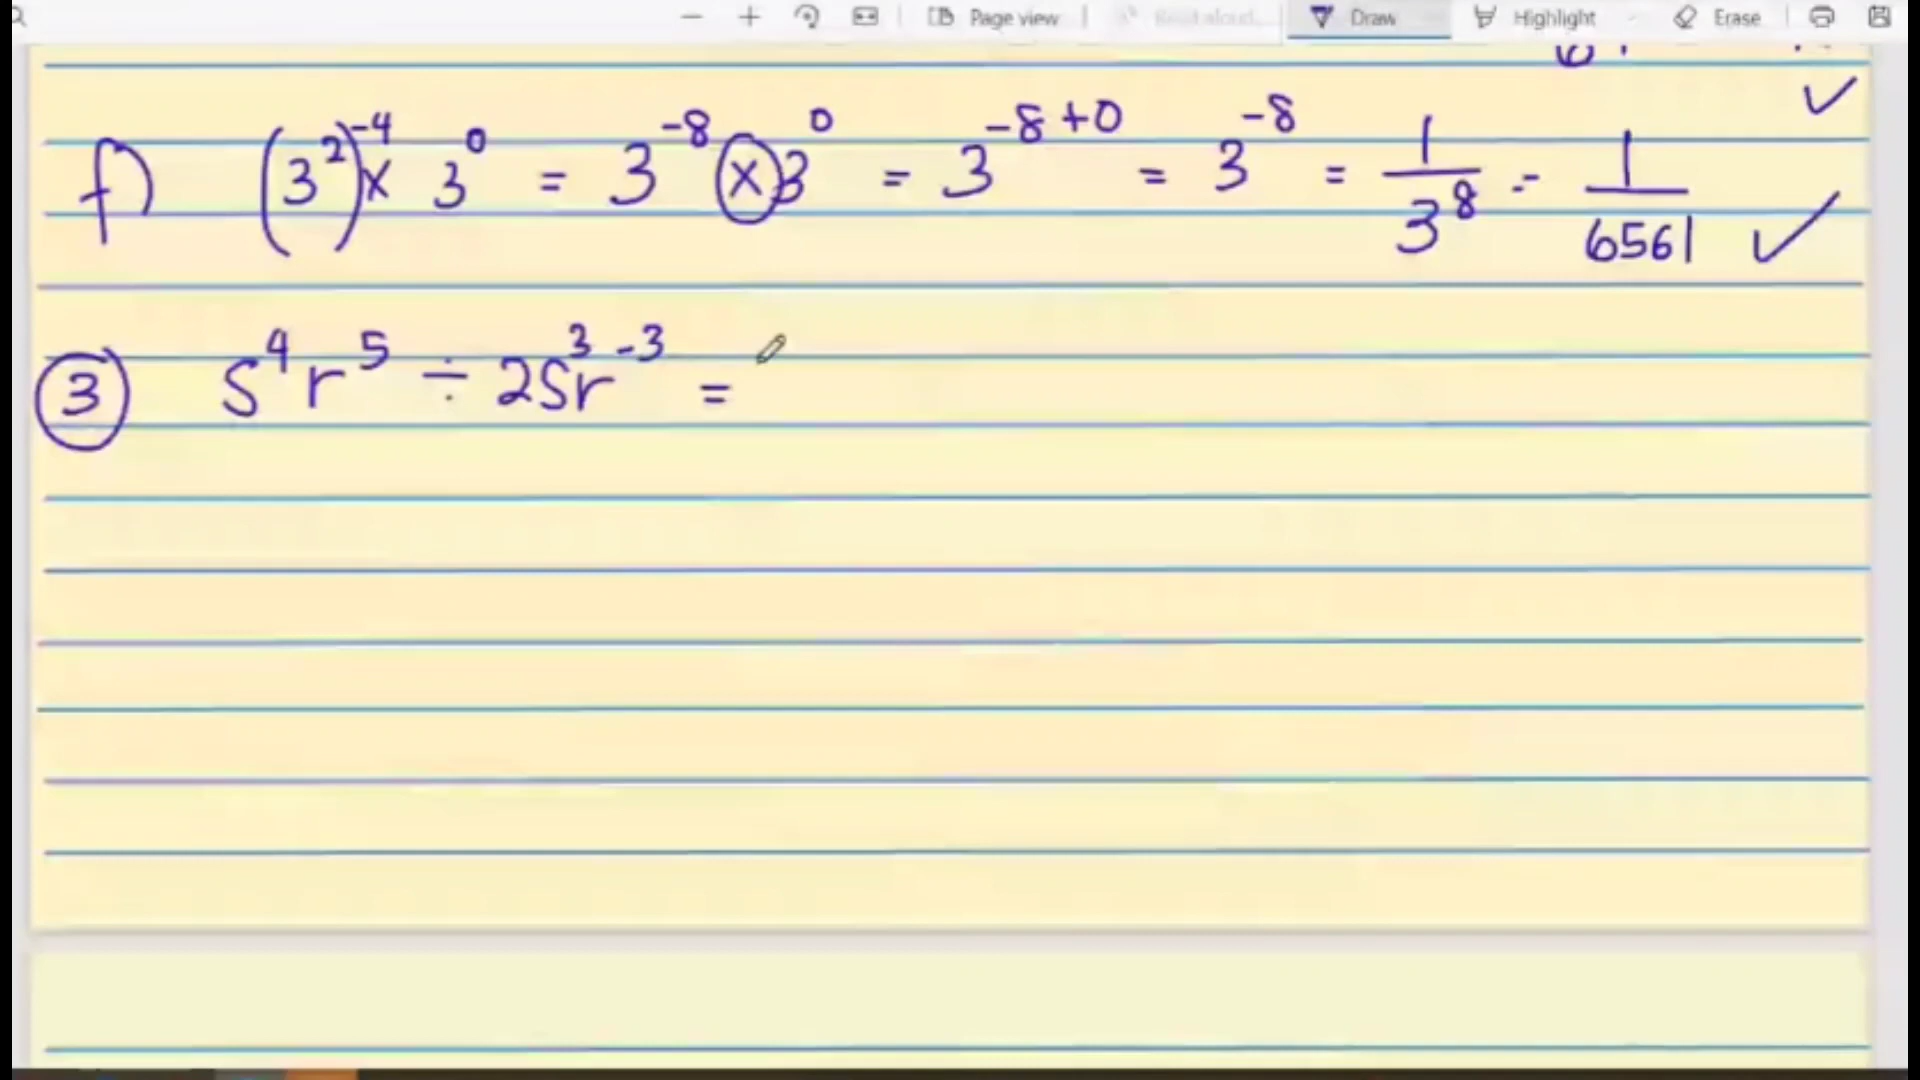 Page view Draw Highlight Erase
f) (3²)⁻⁴ x 3⁰ = 3⁻⁸ x 3⁰ = 3⁻⁸⁺⁰ = 3⁻⁸ = 1/3⁸ = 1/6561 ✓
③ S⁴r⁵ ÷ 2S³r⁻³ =